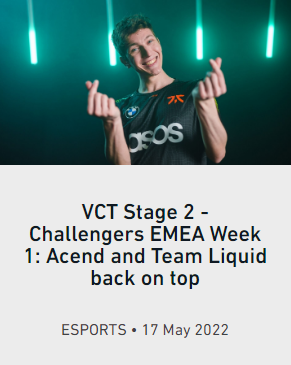 asos
VCT Stage 2 -
Challengers EMEA Week
1: Acend and Team Liquid
back on top
ESPORTS • 17 May 2022